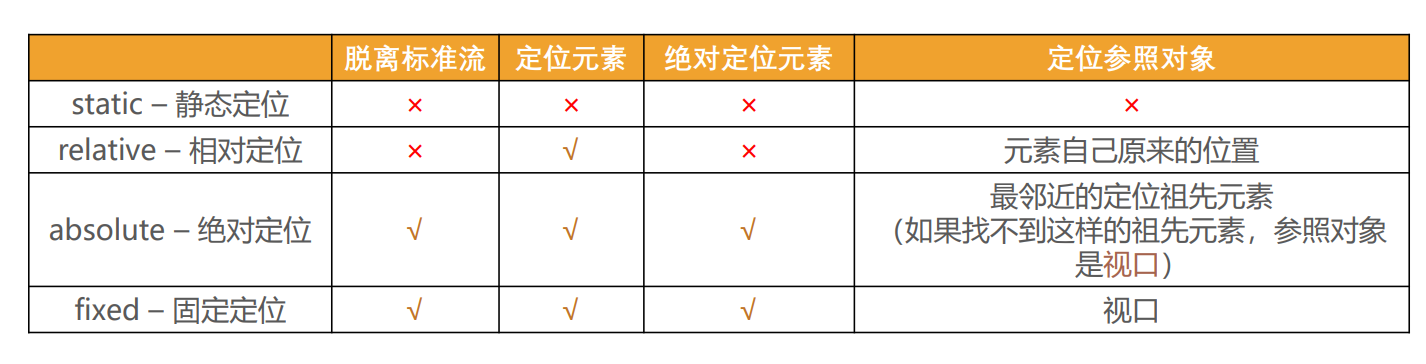 脱离标准流 定位元素 绝对定位元素 定位参照对象
static – 静态定位 × × × ×
relative – 相对定位 × √ × 元素自己原来的位置
absolute – 绝对定位 √ √ √ 最邻近的定位祖先元素
（如果找不到这样的祖先元素，参照对象
是视口）
fixed – 固定定位 √ √ √ 视口